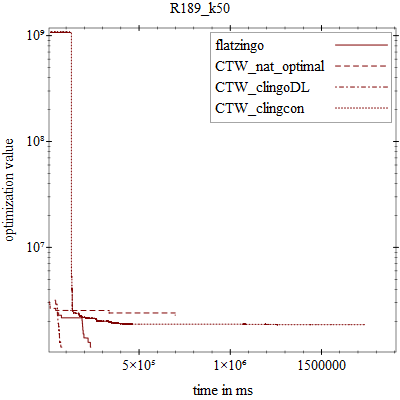 R189_k50
flatzingo
CTW_nat_optimal
CTW_clingoDL
CTW_clingcon
10⁹
10⁸
10⁷
optimization value
5×10⁵
1×10⁶
1500000
time in ms